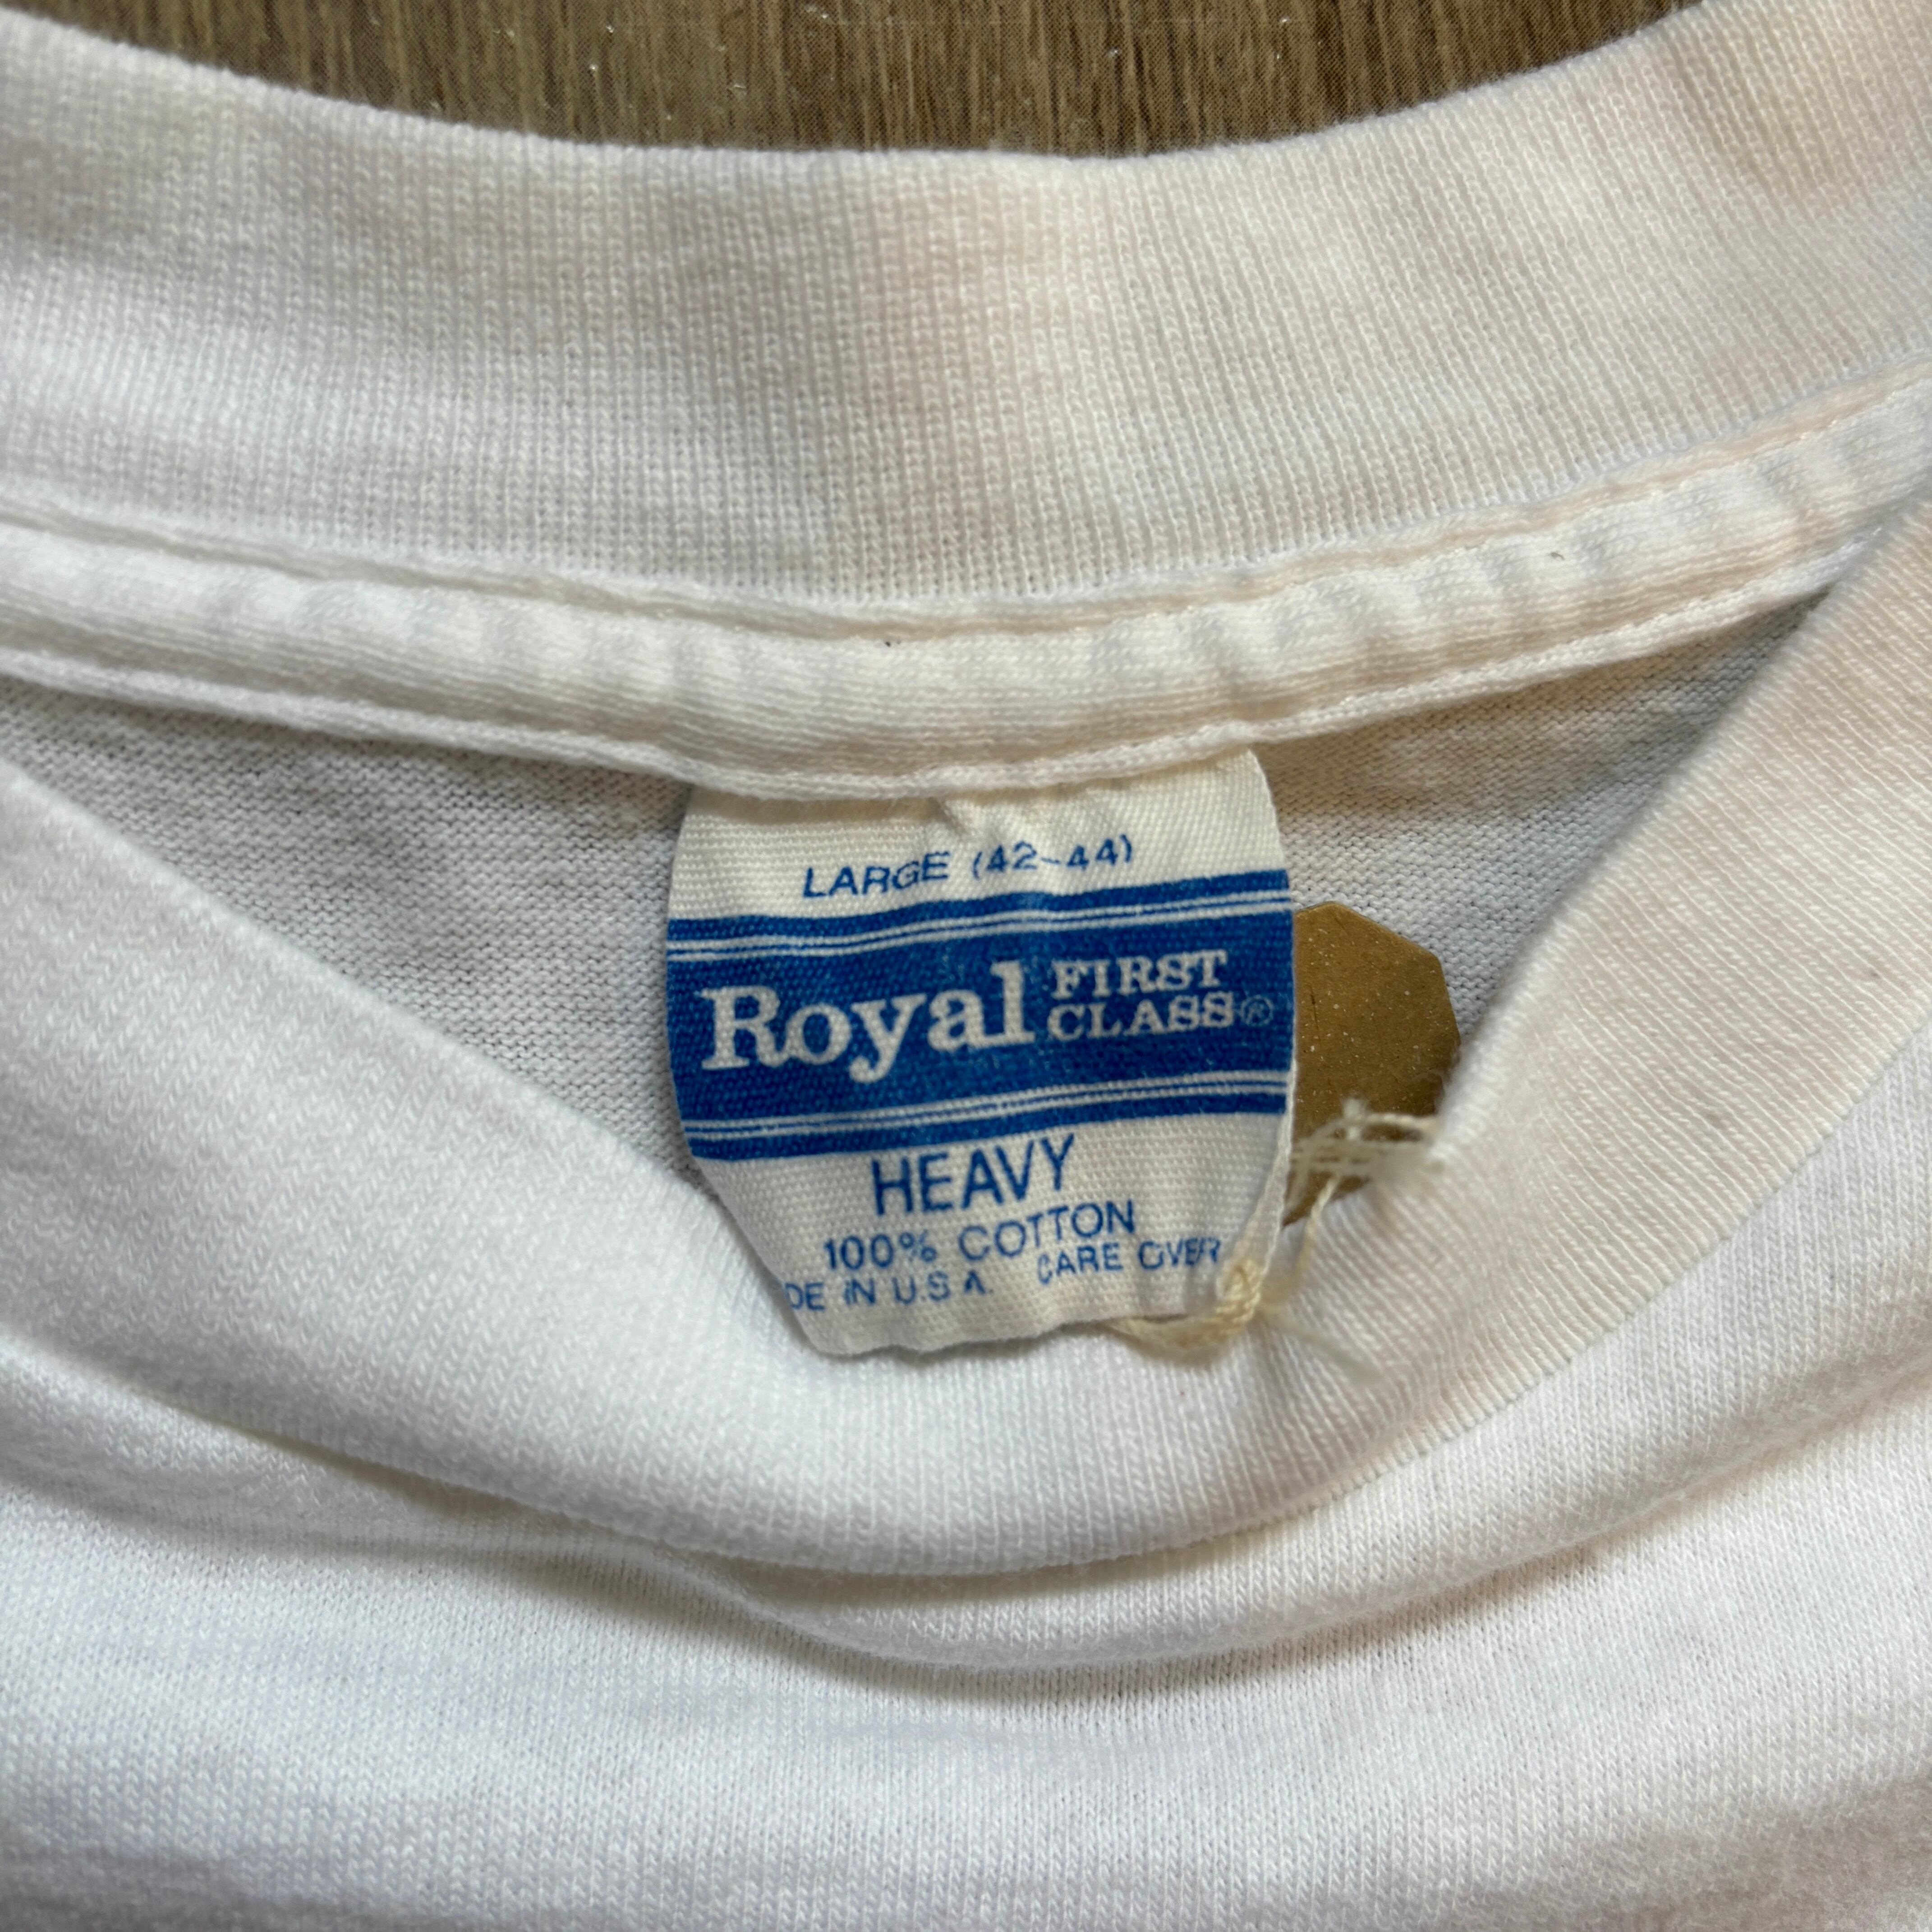 LARGE (42-44)
Royal FIRST CLASS®
HEAVY
100% COTTON
DE IN U.S.A. CARE OVER